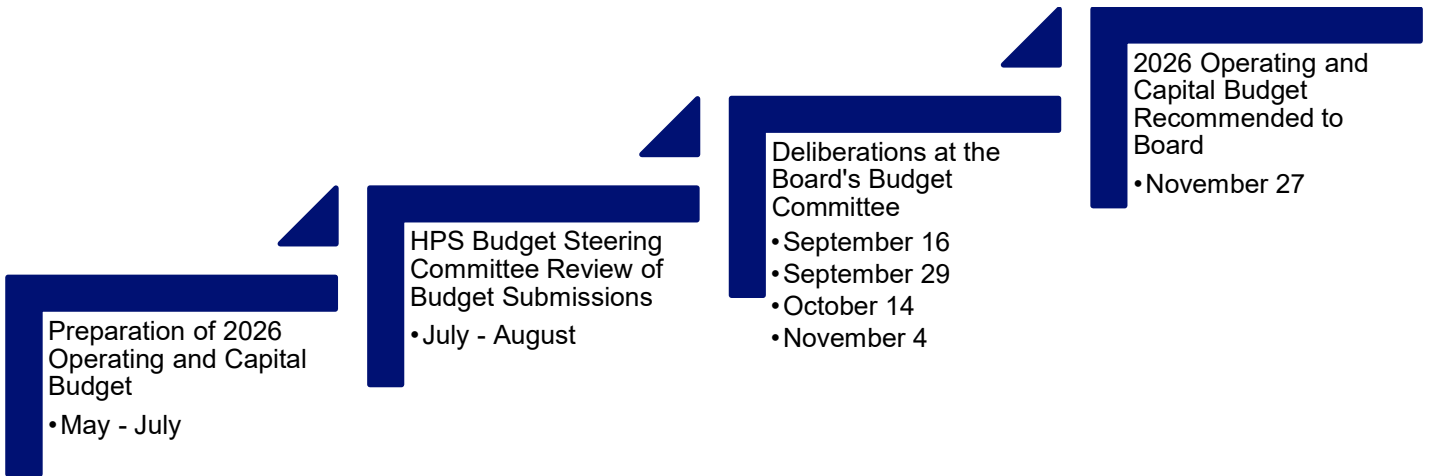 Preparation of 2026
Operating and Capital
Budget
•May - July
HPS Budget Steering
Committee Review of
Budget Submissions
•July - August
Deliberations at the
Board's Budget
Committee
•September 16
•September 29
•October 14
•November 4
2026 Operating and
Capital Budget
Recommended to
Board
•November 27